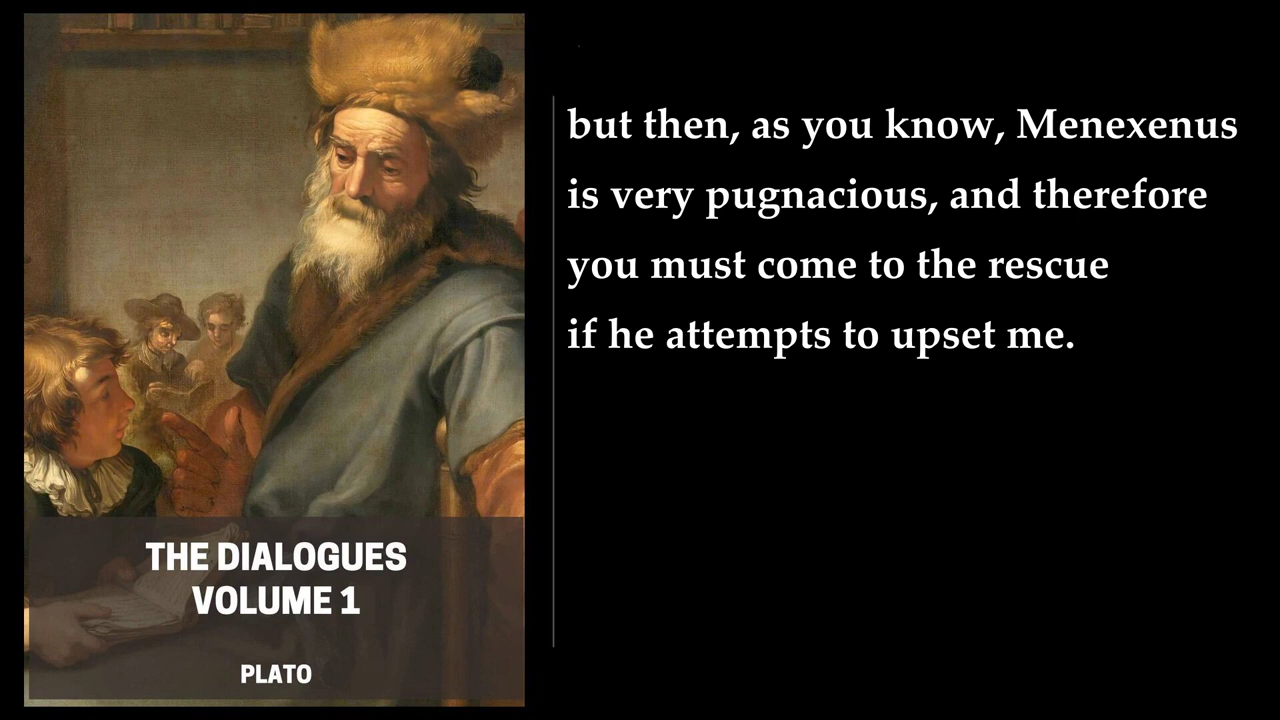 but then, as you know, Menexenus
is very pugnacious, and therefore
you must come to the rescue
if he attempts to upset me.
THE DIALOGUES
VOLUME 1
PLATO